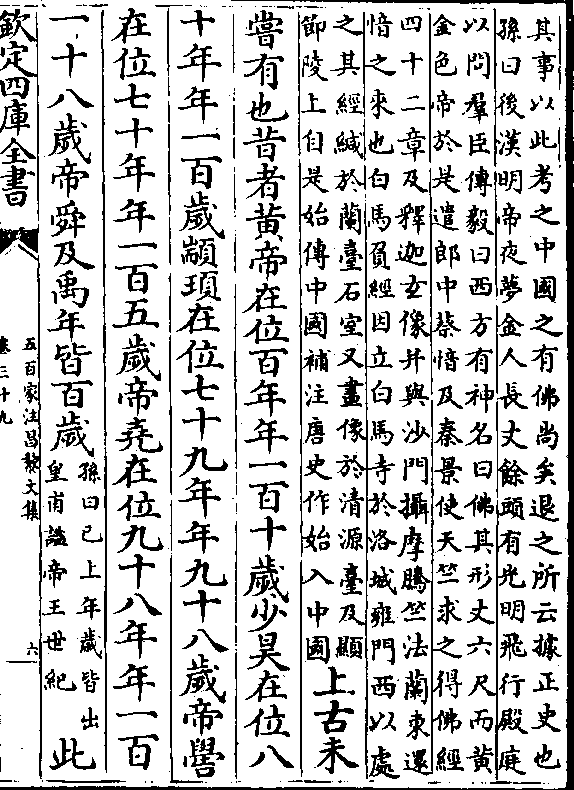 其事以此考之中國之有佛尚矣退之所云據正史也
孫曰後漢明帝夜夢金人長丈餘頭有光明飛行殿庭
以問羣臣傅毅曰西方有神名曰佛其形丈六尺而黄
金色帝於是遣郎中蔡愔及秦景使天竺求之得佛經
四十二章及釋迦立像并與沙門攝摩騰竺法蘭東還
愔之來也白馬負經因立白馬寺於洛城雍門西以處
之其經緘於蘭臺石室又畫像於清源臺及顯
節陵上自是始傳中國補注唐史作始入中國
上古未
嘗有也昔者黄帝在位百年年一百十歲少昊在位八
十年年一百歲顓頊在位七十九年年九十八歲帝嚳
在位七十年年一百五歲帝堯在位九十八年年一百
一十八歲帝舜及禹年皆百歲
孫曰已上年歲皆出
皇甫謐帝王世紀
此
欽定四庫全書
五百家注昌黎文集
卷三十九
六